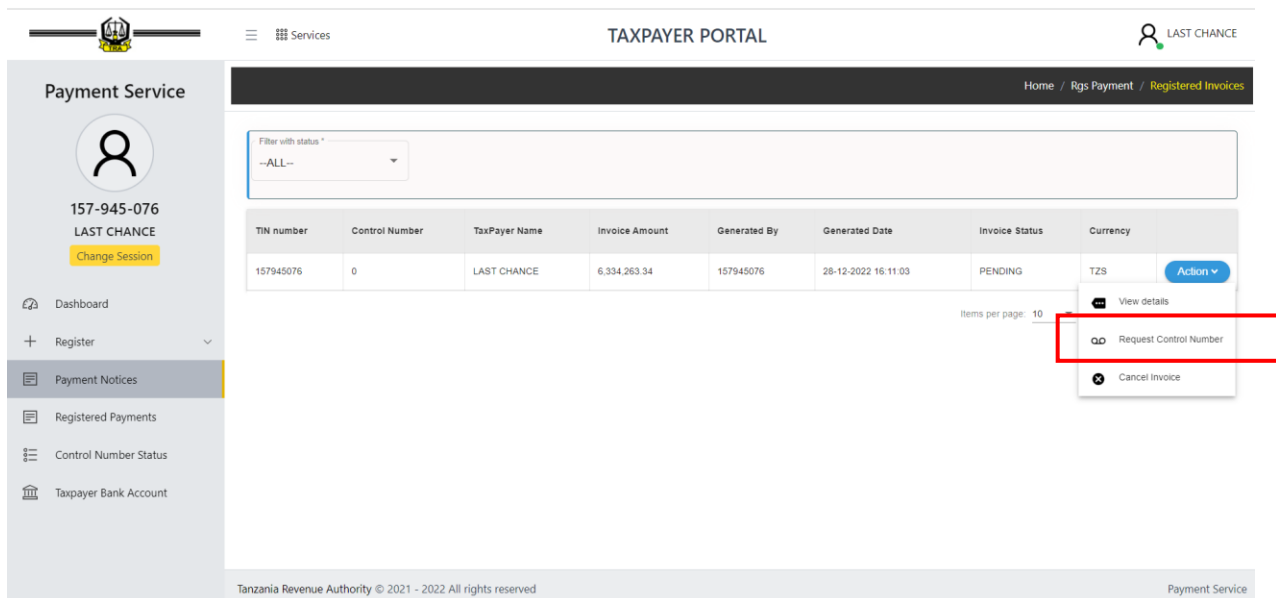 TRA
Services
TAXPAYER PORTAL
LAST CHANCE
Payment Service
157-945-076
LAST CHANCE
Change Session
Dashboard
Register
Payment Notices
Registered Payments
Control Number Status
Taxpayer Bank Account
Home / Rgs Payment / Registered Invoices
Filter with status *
--ALL--
TIN number Control Number TaxPayer Name Invoice Amount Generated By Generated Date Invoice Status Currency
157945076 0 LAST CHANCE 6,334,263.34 157945076 28-12-2022 16:11:03 PENDING TZS Action
Items per page: 10
View details
Request Control Number
Cancel Invoice
Tanzania Revenue Authority © 2021 - 2022 All rights reserved
Payment Service